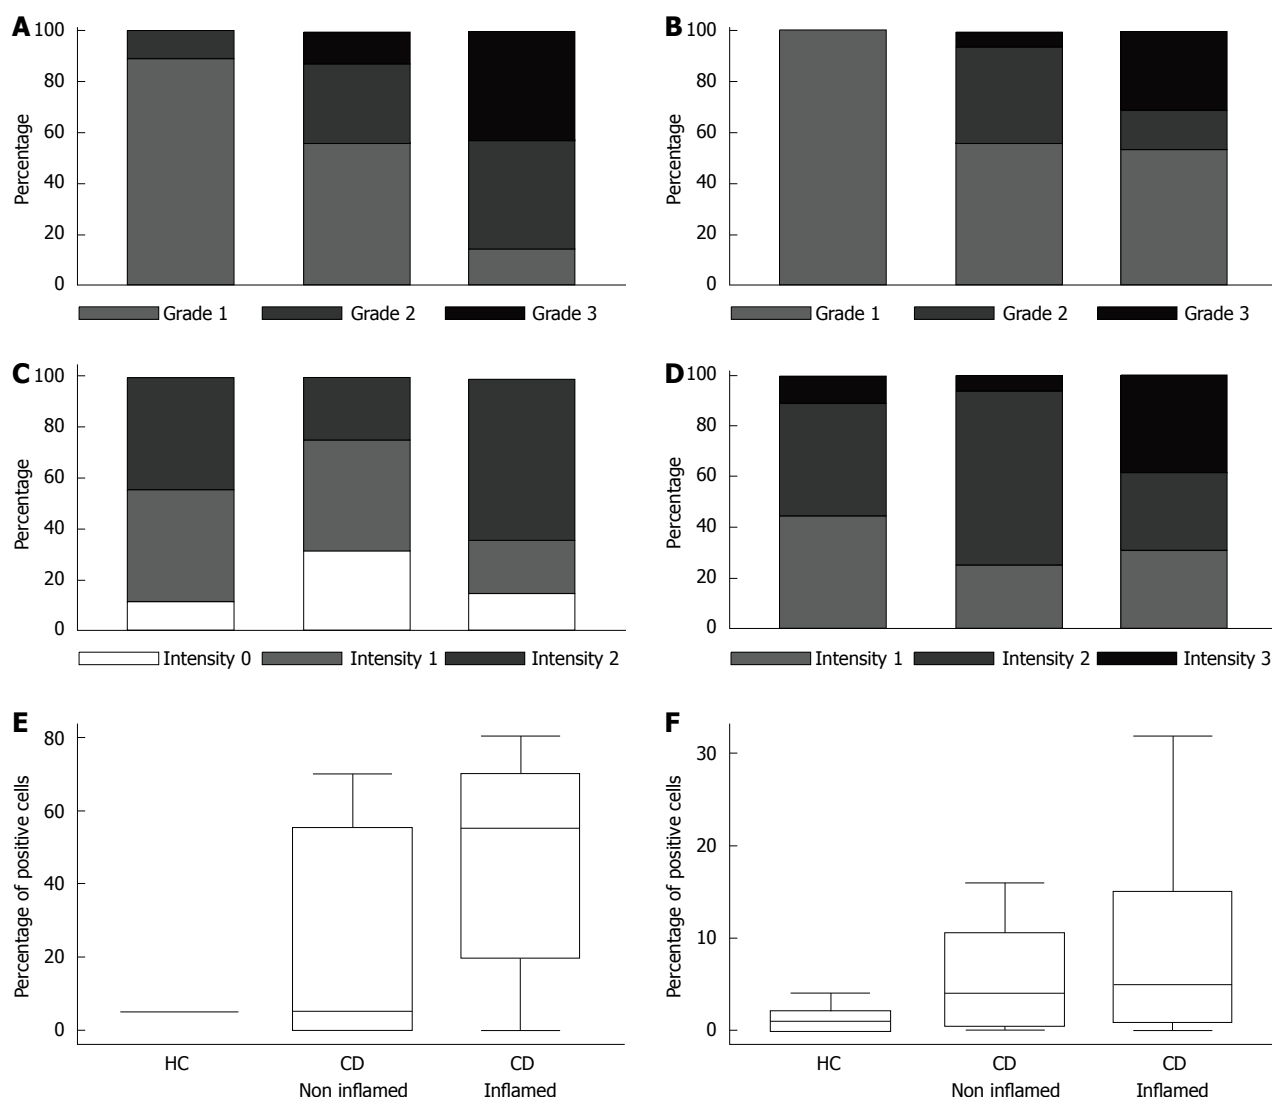 A
B
100
80
60
40
20
0
Percentage
Grade 1 Grade 2 Grade 3
100
80
60
40
20
0
Percentage
Grade 1 Grade 2 Grade 3
C
D
100
80
60
40
20
0
Percentage
Intensity 0 Intensity 1 Intensity 2
100
80
60
40
20
0
Percentage
Intensity 1 Intensity 2 Intensity 3
E
F
80
60
40
20
0
Percentage of positive cells
HC
CD
Non inflamed
CD
Inflamed
30
20
10
0
Percentage of positive cells
HC
CD
Non inflamed
CD
Inflamed